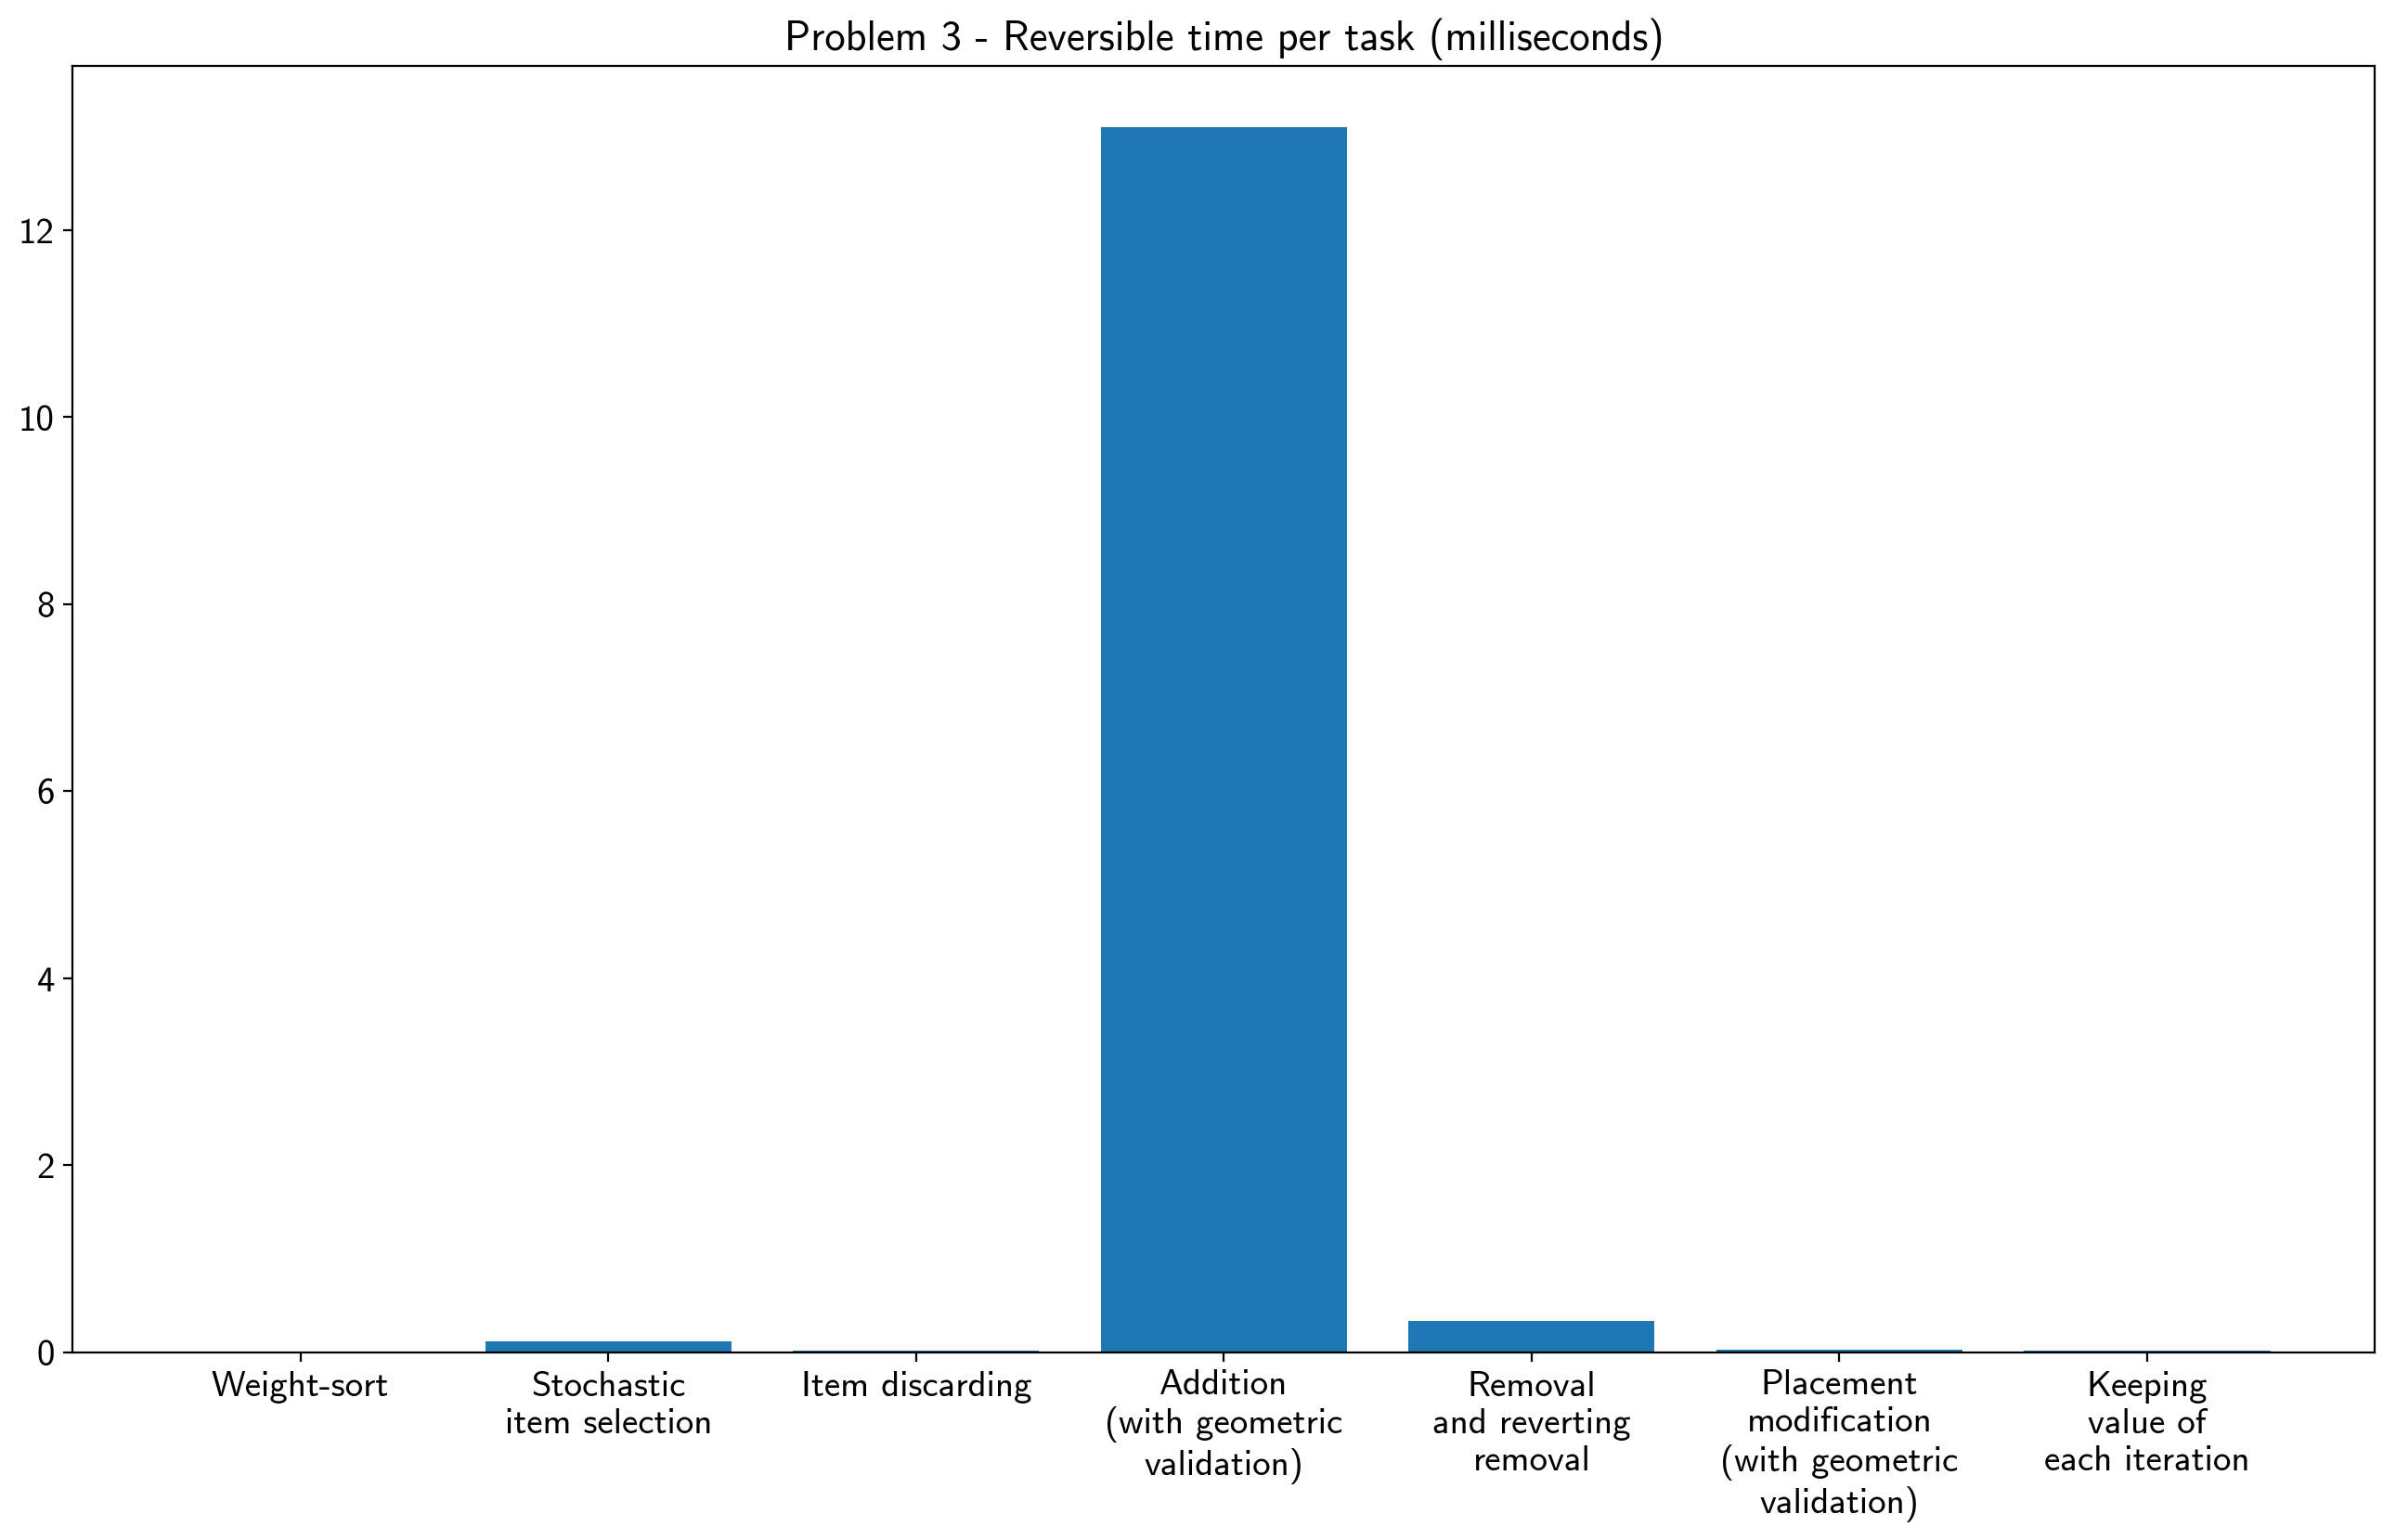 Problem 3 - Reversible time per task (milliseconds)
12
10
8
6
4
2
0
Weight-sort
Stochastic
item selection
Item discarding
Addition
(with geometric
validation)
Removal
and reverting
removal
Placement
modification
(with geometric
validation)
Keeping
value of
each iteration